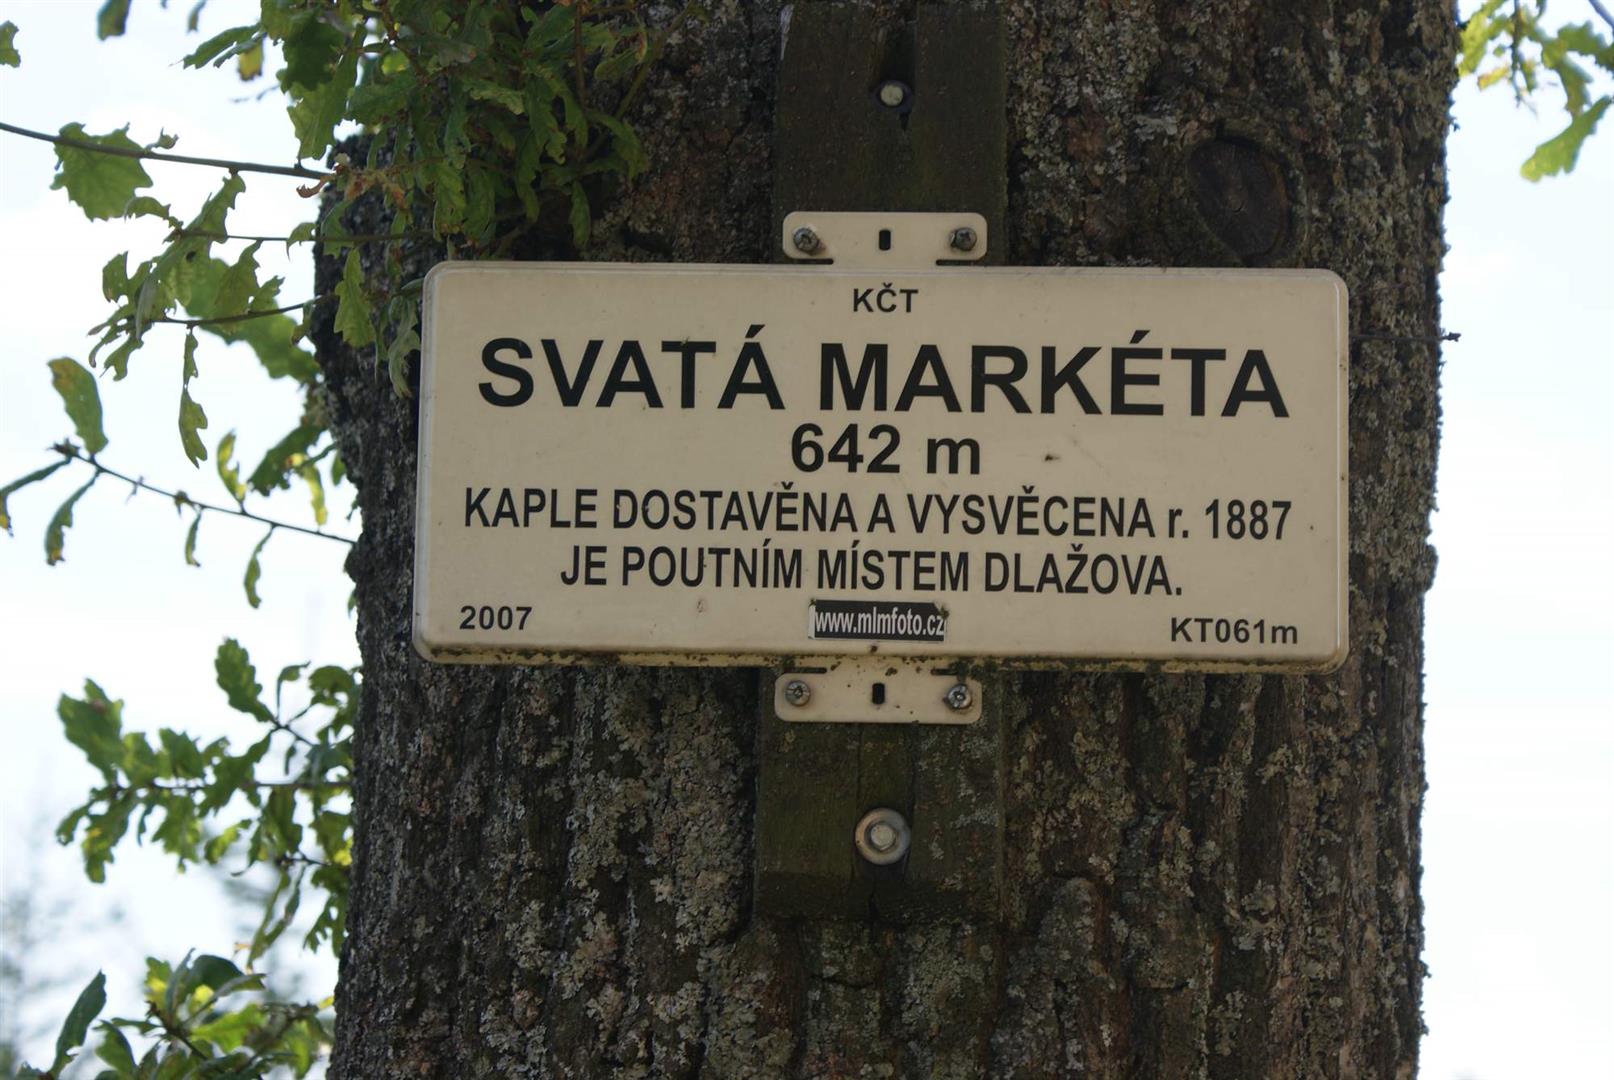 KČT
SVATÁ MARKÉTA
642 m
KAPLE DOSTAVĚNA A VYSVĚCENA r. 1887
JE POUTNÍM MÍSTEM DLAŽOVA.
2007
www.mlmfoto.cz
KT061m